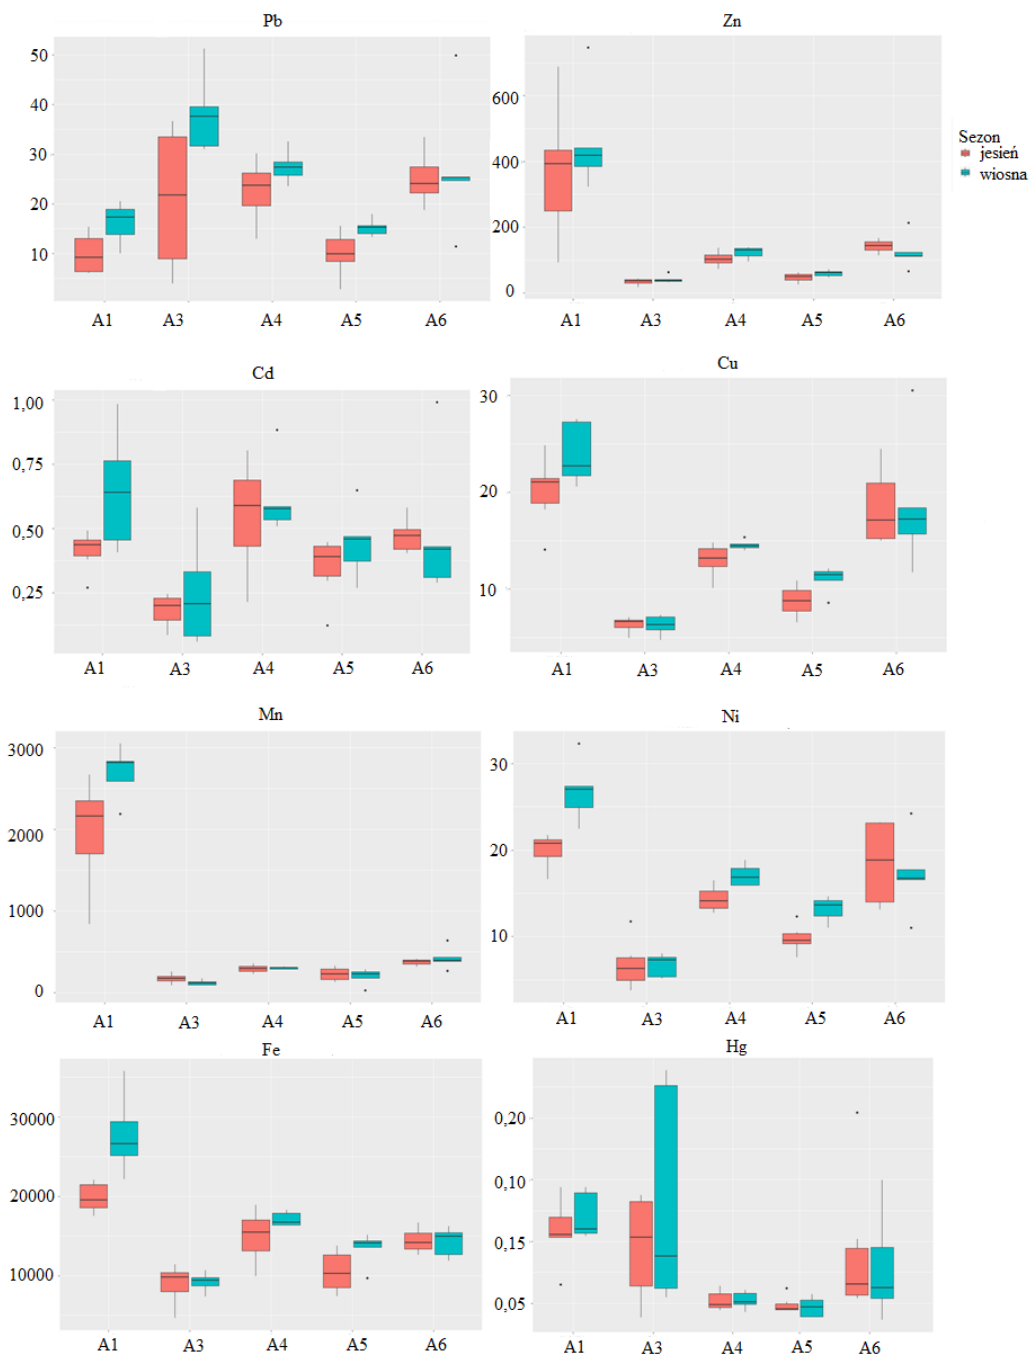 Pb
50
40
30
20
10
A1 A3 A4 A5 A6
Zn
600
400
200
0
A1 A3 A4 A5 A6
Sezon
jesień
wiosna
Cd
1,00
0,75
0,50
0,25
A1 A3 A4 A5 A6
Cu
30
20
10
A1 A3 A4 A5 A6
Mn
3000
2000
1000
0
A1 A3 A4 A5 A6
Ni
30
20
10
A1 A3 A4 A5 A6
Fe
30000
20000
10000
A1 A3 A4 A5 A6
Hg
0,20
0,10
0,15
0,05
A1 A3 A4 A5 A6